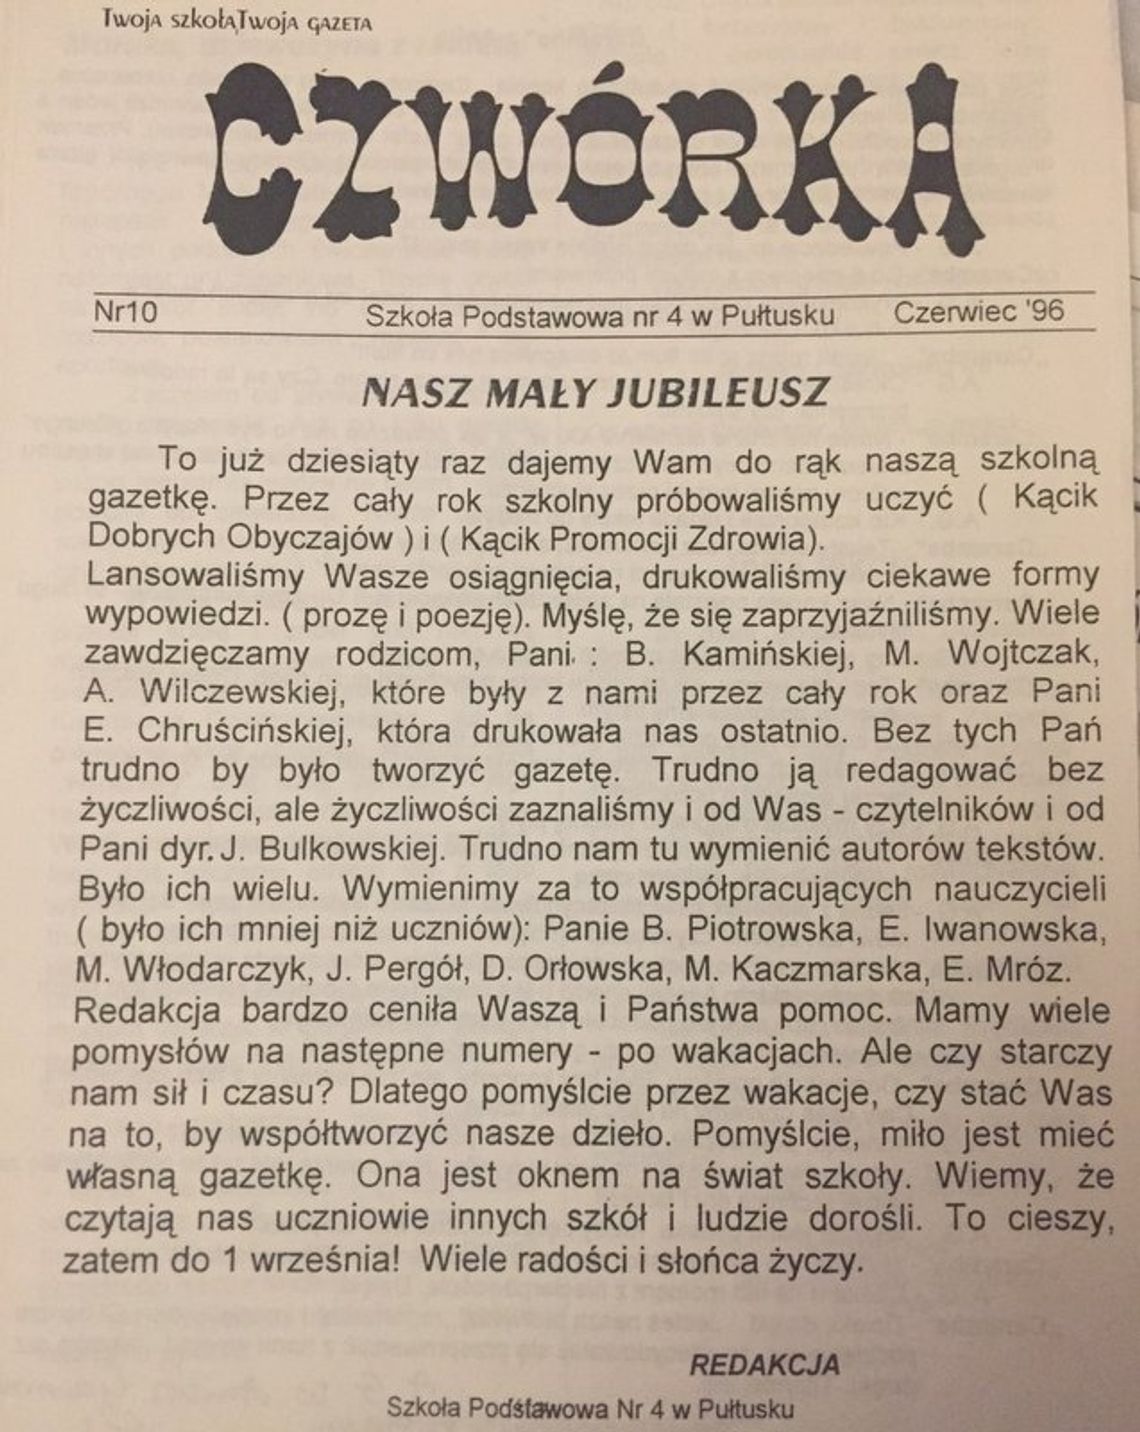 Twoja szkoła,Twoja gazeta
CZWÓRKA
Nr10 Szkoła Podstawowa nr 4 w Pułtusku Czerwiec '96
NASZ MAŁY JUBILEUSZ
To już dziesiąty raz dajemy Wam do rąk naszą szkolną
gazetkę. Przez cały rok szkolny próbowaliśmy uczyć ( Kącik
Dobrych Obyczajów ) i ( Kącik Promocji Zdrowia).
Lansowaliśmy Wasze osiągnięcia, drukowaliśmy ciekawe formy
wypowiedzi. ( prozę i poezję). Myślę, że się zaprzyjaźniliśmy. Wiele
zawdzięczamy rodzicom, Pani : B. Kamińskiej, M. Wojtczak,
A. Wilczewskiej, które były z nami przez cały rok oraz Pani
E. Chruścińskiej, która drukowała nas ostatnio. Bez tych Pań
trudno by było tworzyć gazetę. Trudno ją redagować bez
życzliwości, ale życzliwości zaznaliśmy i od Was - czytelników i od
Pani dyr. J. Bulkowskiej. Trudno nam tu wymienić autorów tekstów.
Było ich wielu. Wymienimy za to współpracujących nauczycieli
( było ich mniej niż uczniów): Panie B. Piotrowska, E. Iwanowska,
M. Włodarczyk, J. Pergół, D. Orłowska, M. Kaczmarska, E. Mróz.
Redakcja bardzo ceniła Waszą i Państwa pomoc. Mamy wiele
pomysłów na następne numery - po wakacjach. Ale czy starczy
nam sił i czasu? Dlatego pomyślcie przez wakacje, czy stać Was
na to, by współtworzyć nasze dzieło. Pomyślcie, miło jest mieć
własną gazetkę. Ona jest oknem na świat szkoły. Wiemy, że
czytają nas uczniowie innych szkół i ludzie dorośli. To cieszy,
zatem do 1 września! Wiele radości i słońca życzy.
REDAKCJA
Szkoła Podstawowa Nr 4 w Pułtusku